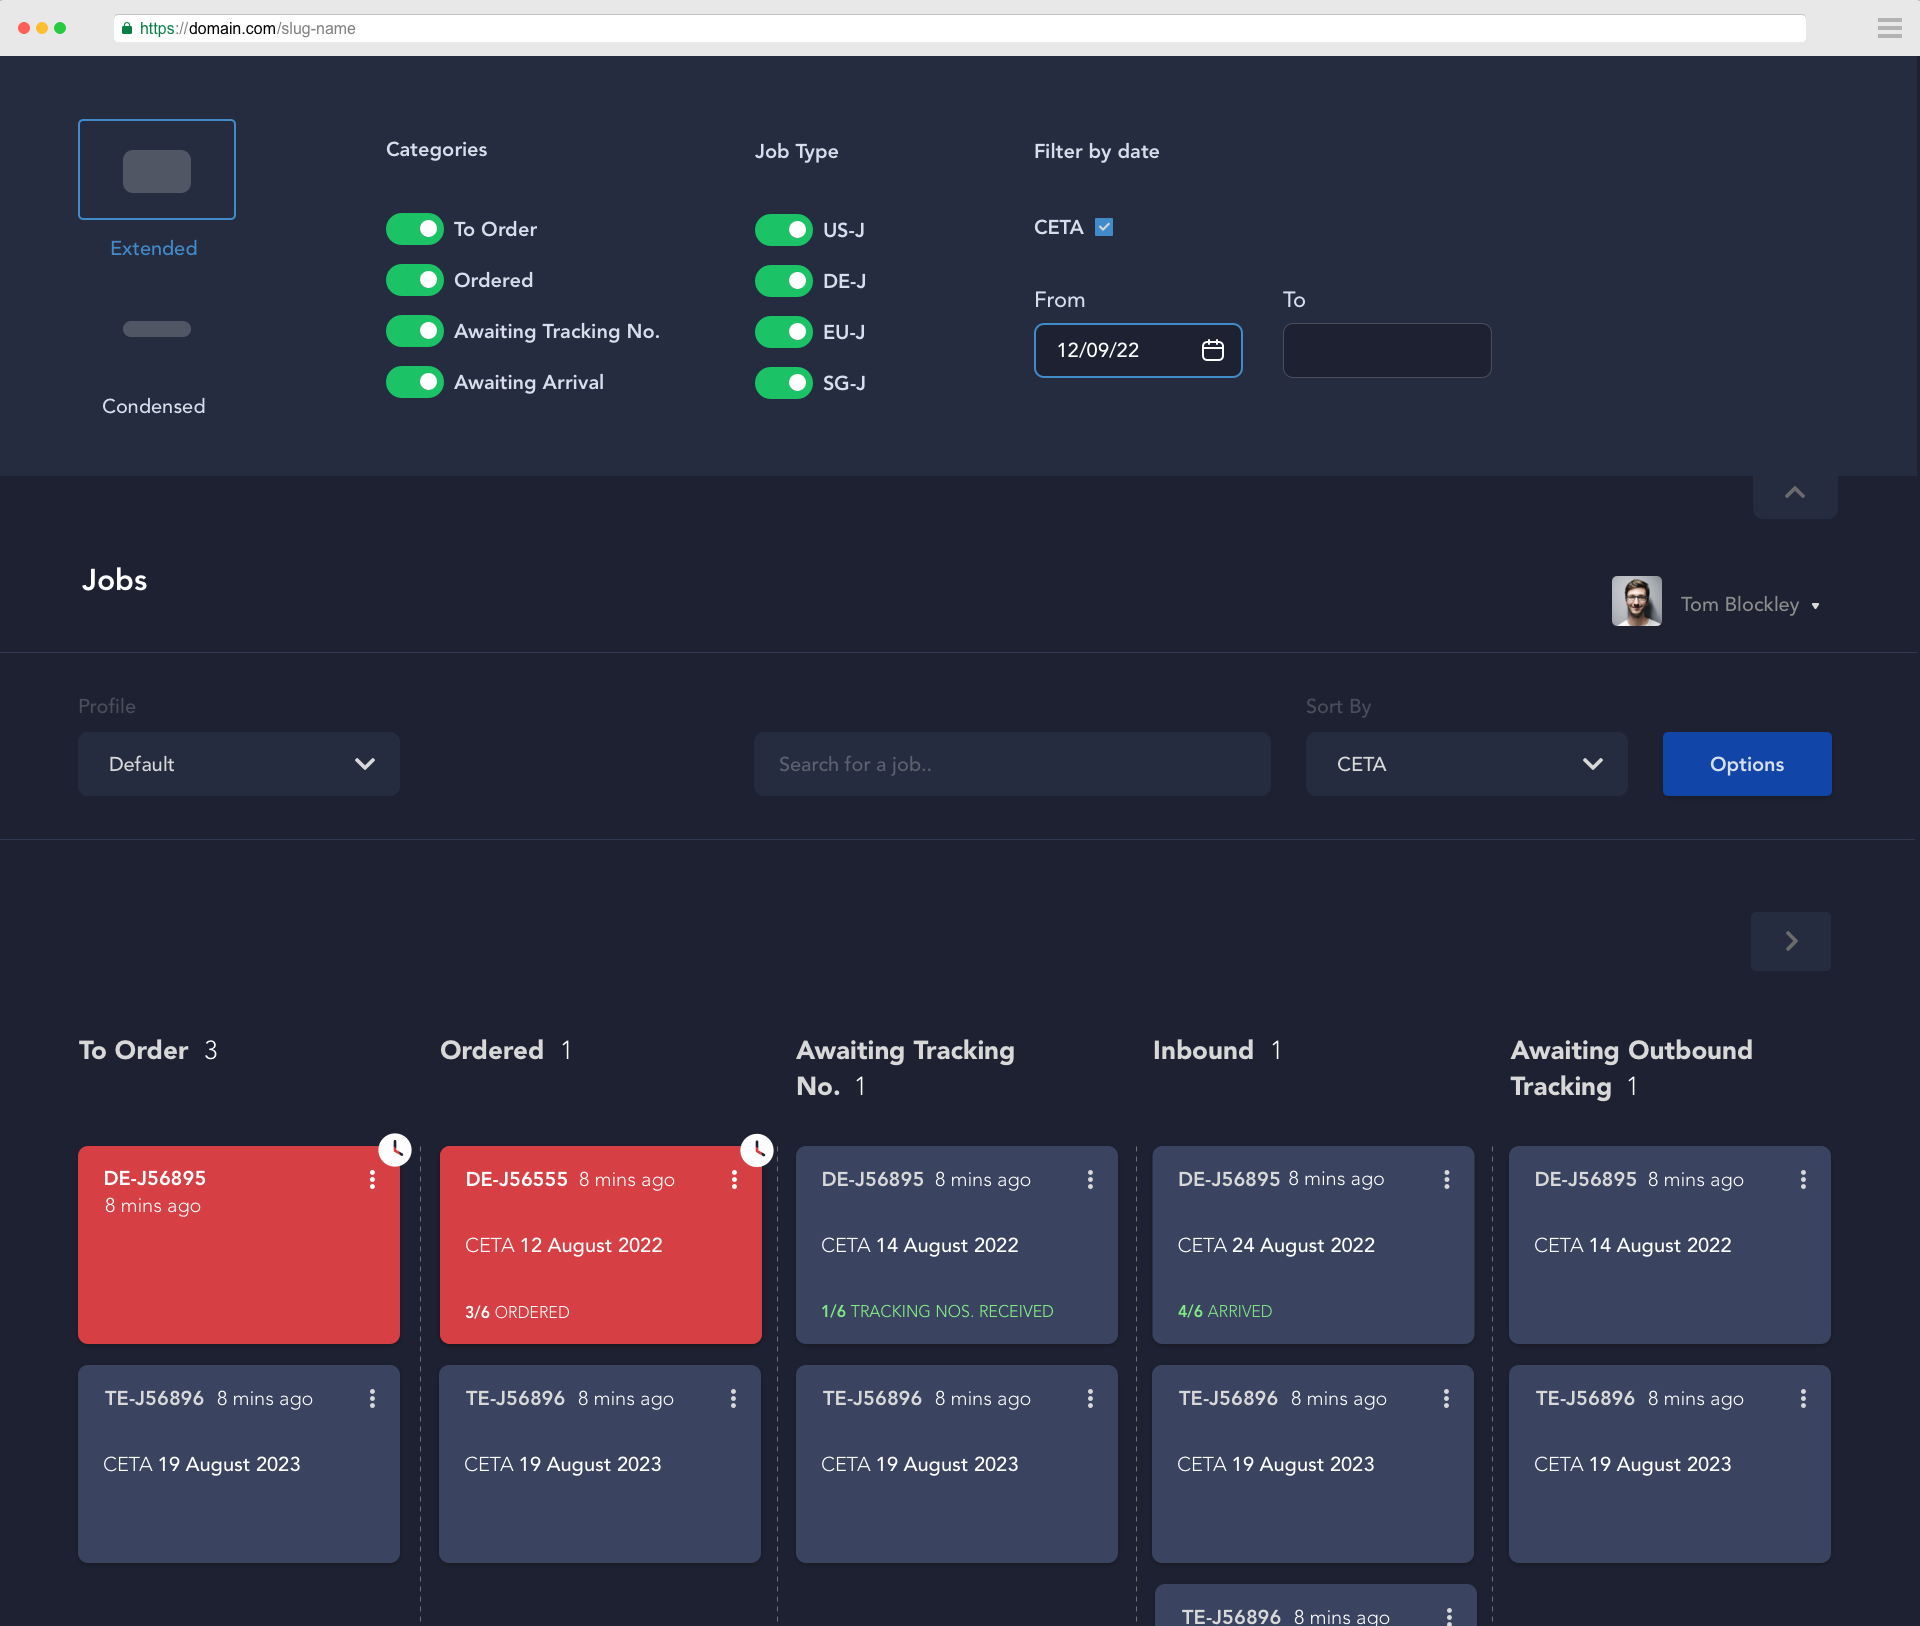 https://domain.com/slug-name
Categories
Job Type
Filter by date
To Order
US-J
CETA
Extended
Ordered
DE-J
From
To
Awaiting Tracking No.
EU-J
12/09/22
Awaiting Arrival
SG-J
Condensed
Jobs
Tom Blockley
Profile
Sort By
Default
Search for a job..
CETA
Options
To Order 3
Ordered 1
Awaiting Tracking
No. 1
Inbound 1
Awaiting Outbound
Tracking 1
DE-J56895
8 mins ago
DE-J56555 8 mins ago
CETA 12 August 2022
3/6 ORDERED
DE-J56895 8 mins ago
CETA 14 August 2022
1/6 TRACKING NOS. RECEIVED
DE-J56895 8 mins ago
CETA 24 August 2022
4/6 ARRIVED
DE-J56895 8 mins ago
CETA 14 August 2022
TE-J56896 8 mins ago
CETA 19 August 2023
TE-J56896 8 mins ago
CETA 19 August 2023
TE-J56896 8 mins ago
CETA 19 August 2023
TE-J56896 8 mins ago
CETA 19 August 2023
TE-J56896 8 mins ago
CETA 19 August 2023
TE-J56896 8 mins ago